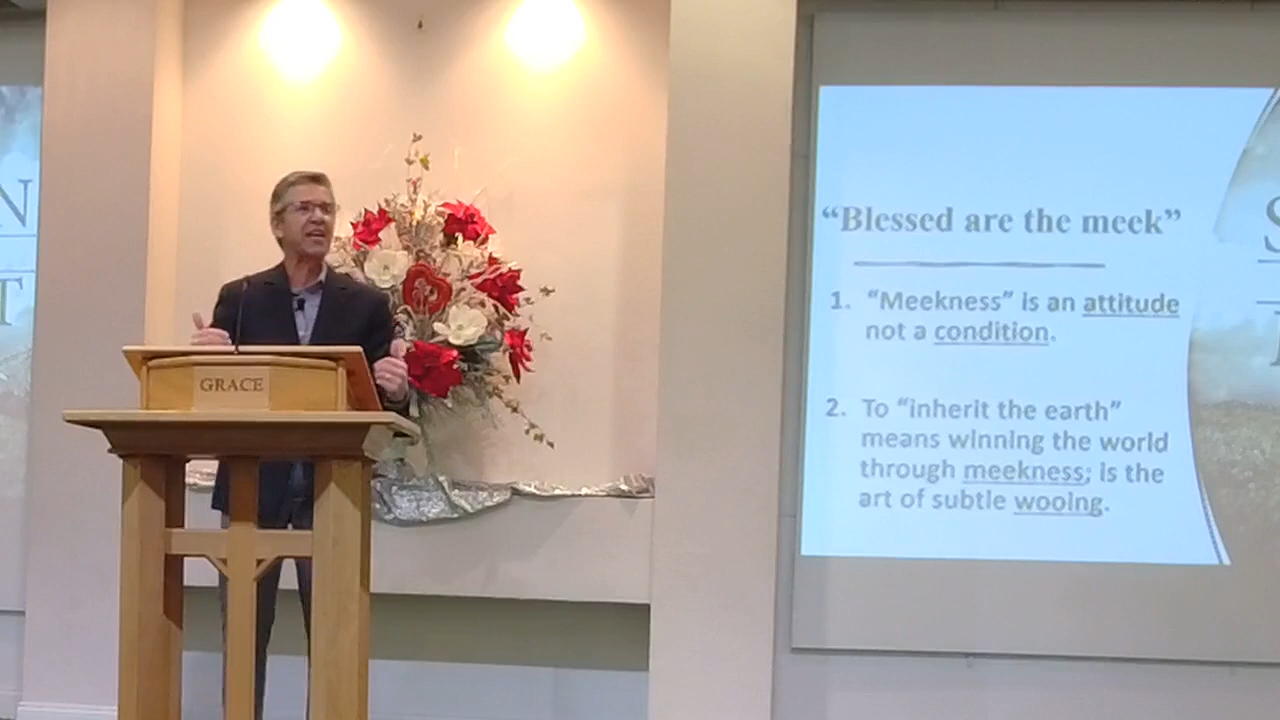 N
T
GRACE
“Blessed are the meek”
1. “Meekness” is an attitude
not a condition.
2. To “inherit the earth”
means winning the world
through meekness; is the
art of subtle wooing.
S